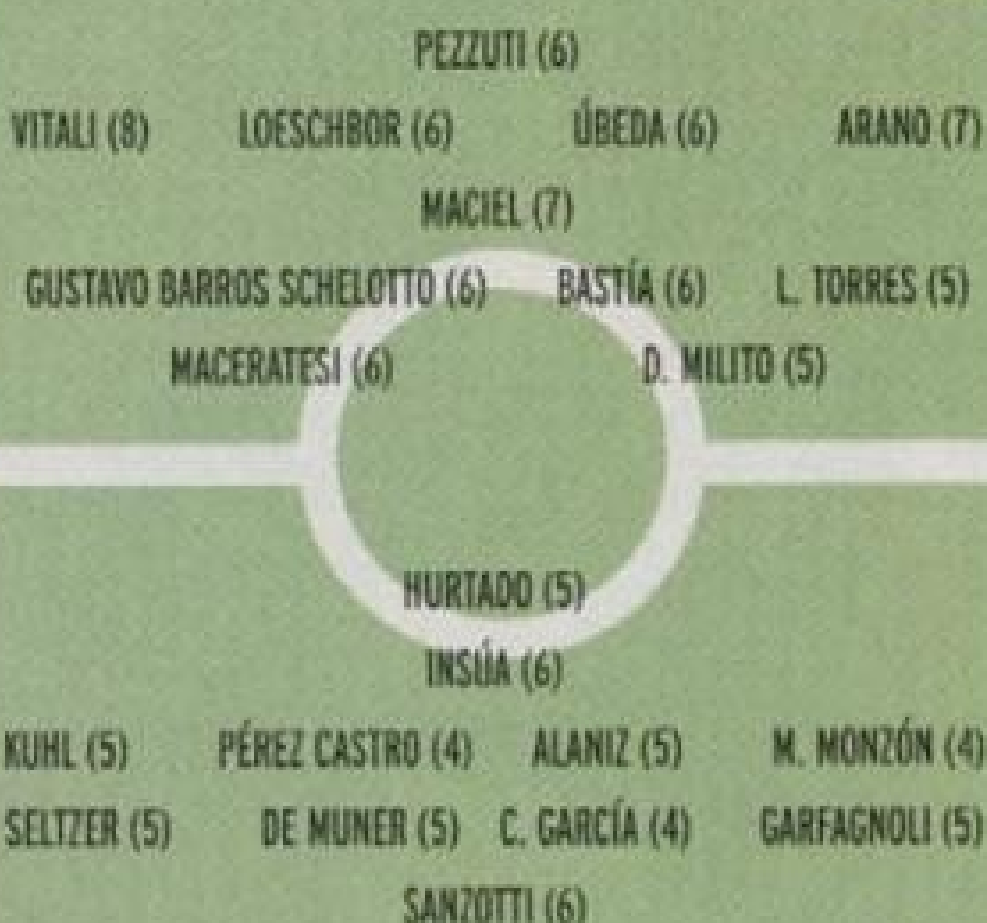 PEZZUTI (6)
VITALI (8) LOESCHBOR (6) ÚBEDA (6) ARANO (7)
MACIEL (7)
GUSTAVO BARROS SCHELOTTO (6) BASTÍA (6) L. TORRES (5)
MACERATESI (6) D. MILITO (5)
HURTADO (5)
INSÚA (6)
KUHL (5) PÉREZ CASTRO (4) ALANIZ (5) M. MONZÓN (4)
SELTZER (5) DE MUNER (5) C. GARCÍA (4) GARFAGNOLI (5)
SANZOTTI (6)